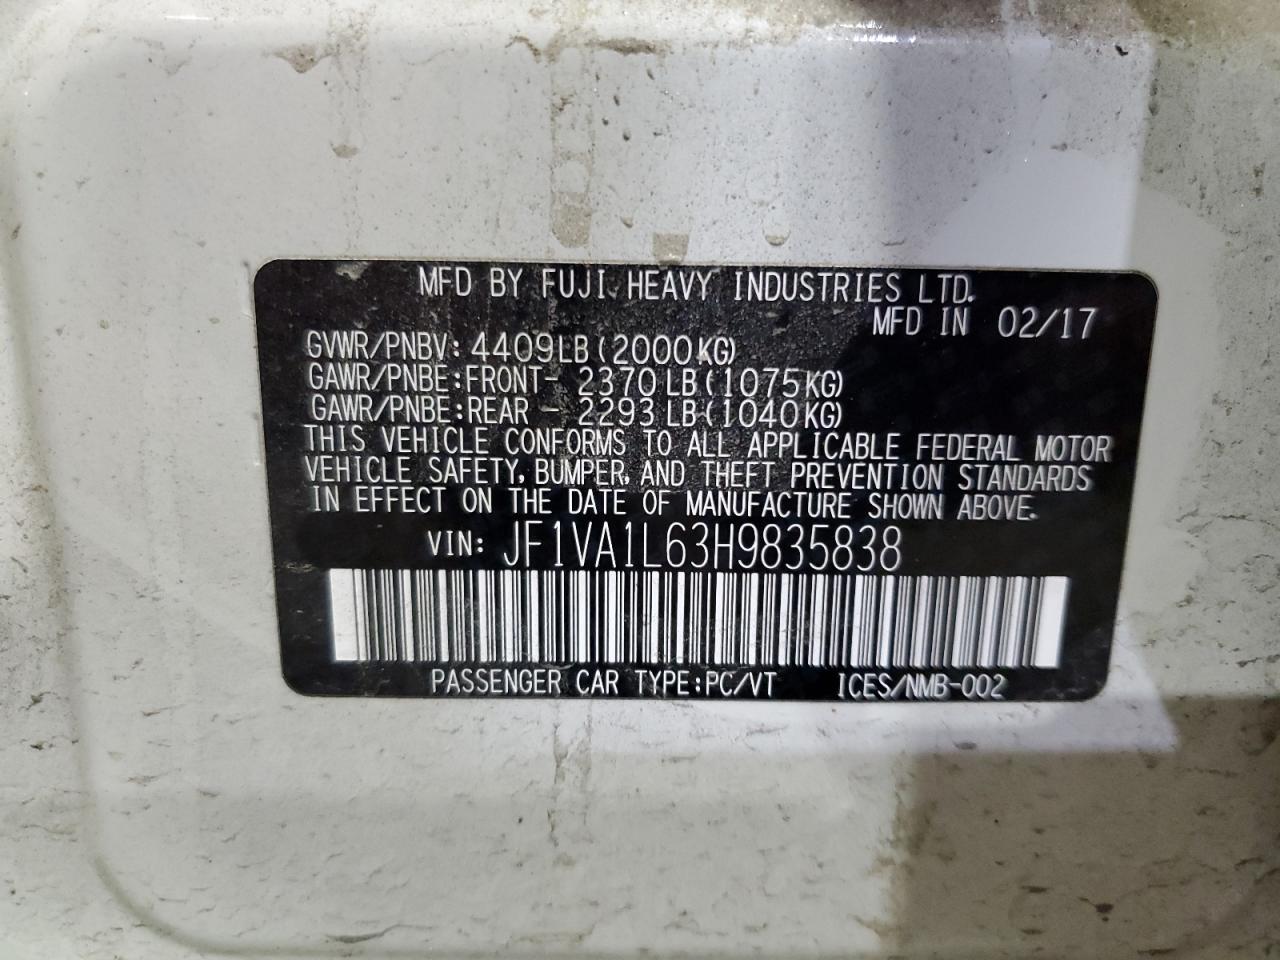 MFD BY FUJI HEAVY INDUSTRIES LTD.
MFD IN 02/17
GVWR/PNBV: 4409LB(2000KG)
GAWR/PNBE:FRONT- 2370LB(1075KG)
GAWR/PNBE:REAR - 2293LB(1040KG)
THIS VEHICLE CONFORMS TO ALL APPLICABLE FEDERAL MOTOR
VEHICLE SAFETY, BUMPER, AND THEFT PREVENTION STANDARDS
IN EFFECT ON THE DATE OF MANUFACTURE SHOWN ABOVE.
VIN: JF1VA1L63H9835838
PASSENGER CAR TYPE:PC/VT ICES/NMB-002